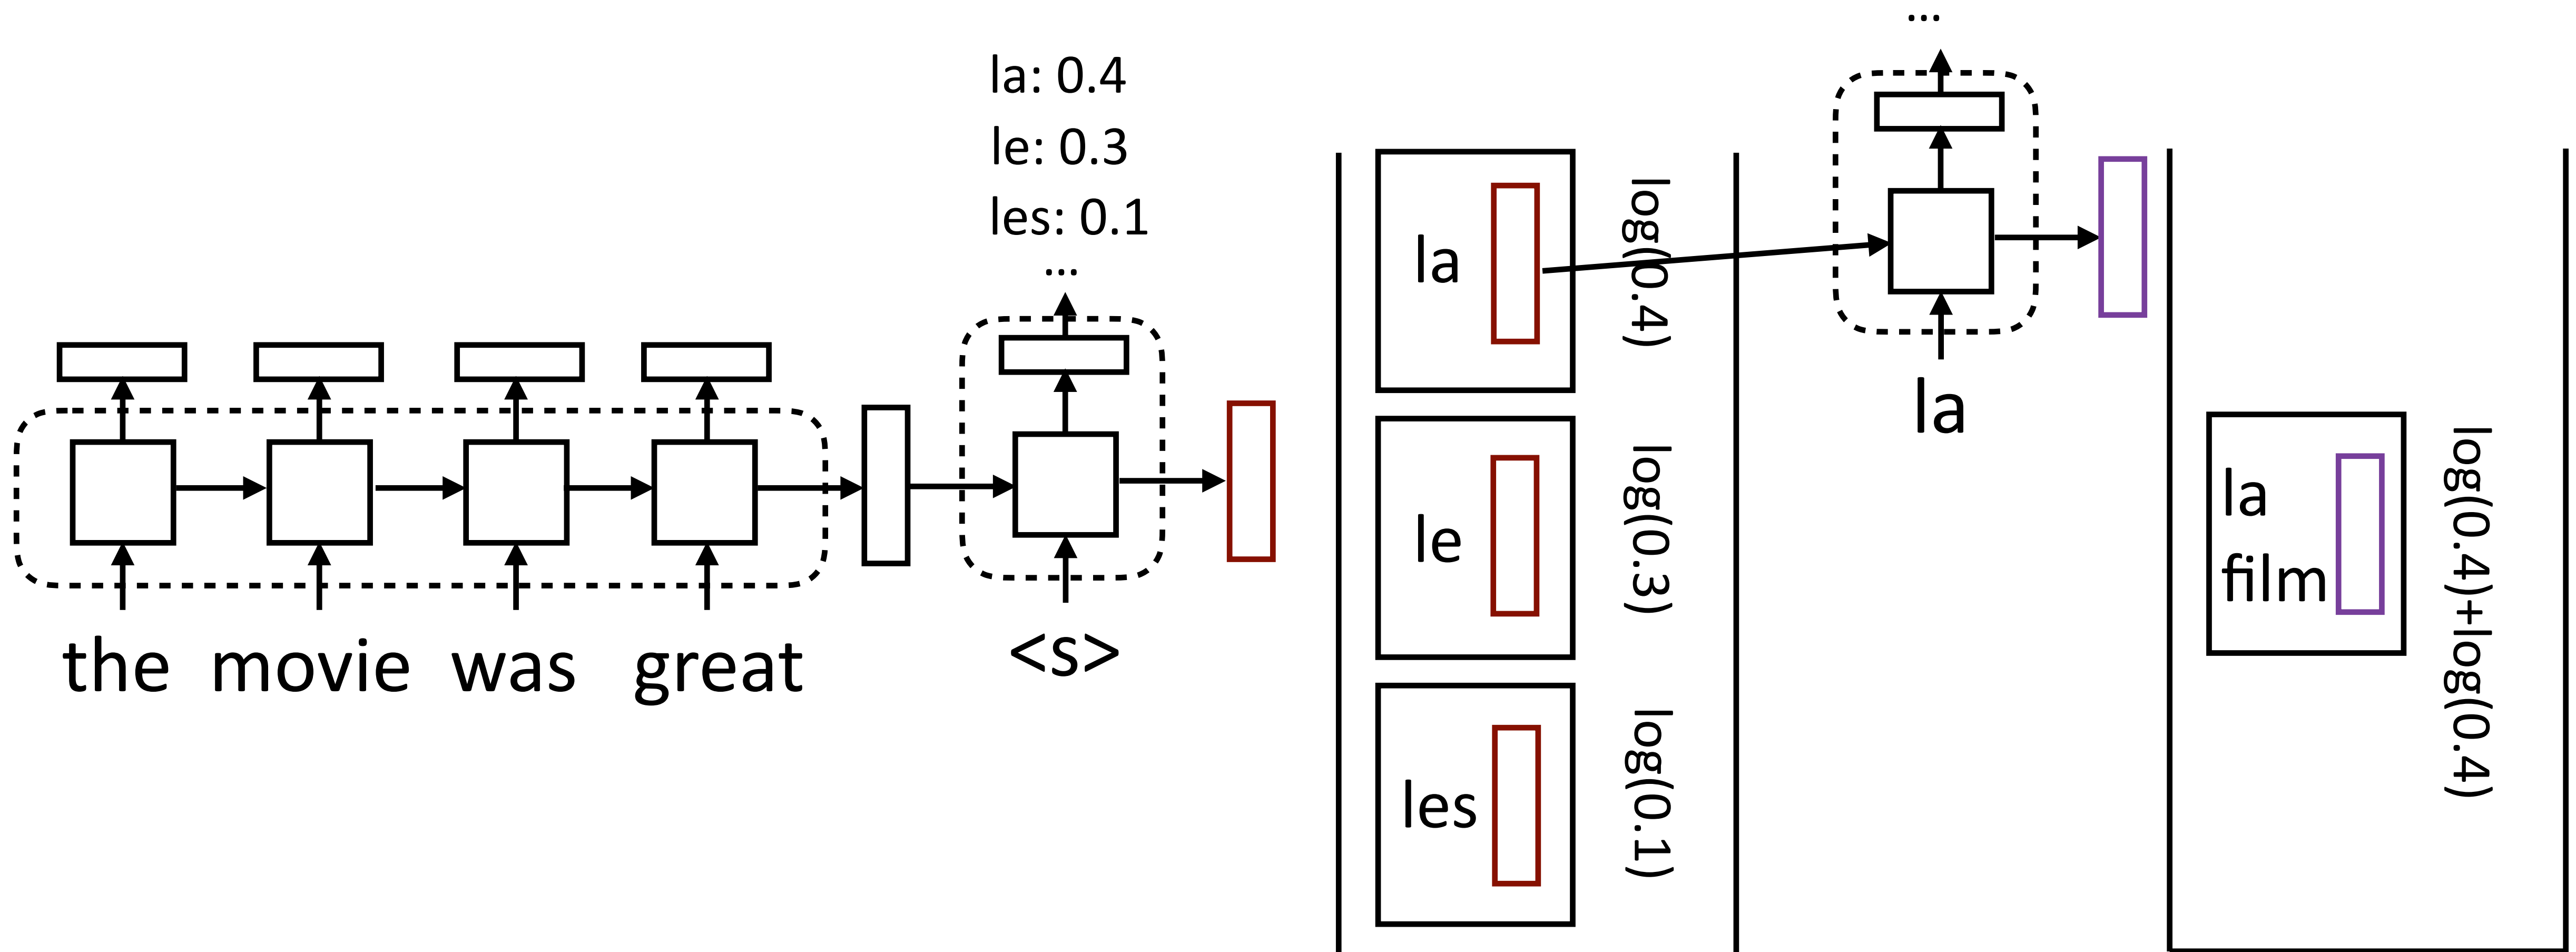 la: 0.4
le: 0.3
les: 0.1
...
the movie was great
<s>
la
log(0.4)
le
log(0.3)
les
log(0.1)
...
la
la
film
log(0.4)+log(0.4)